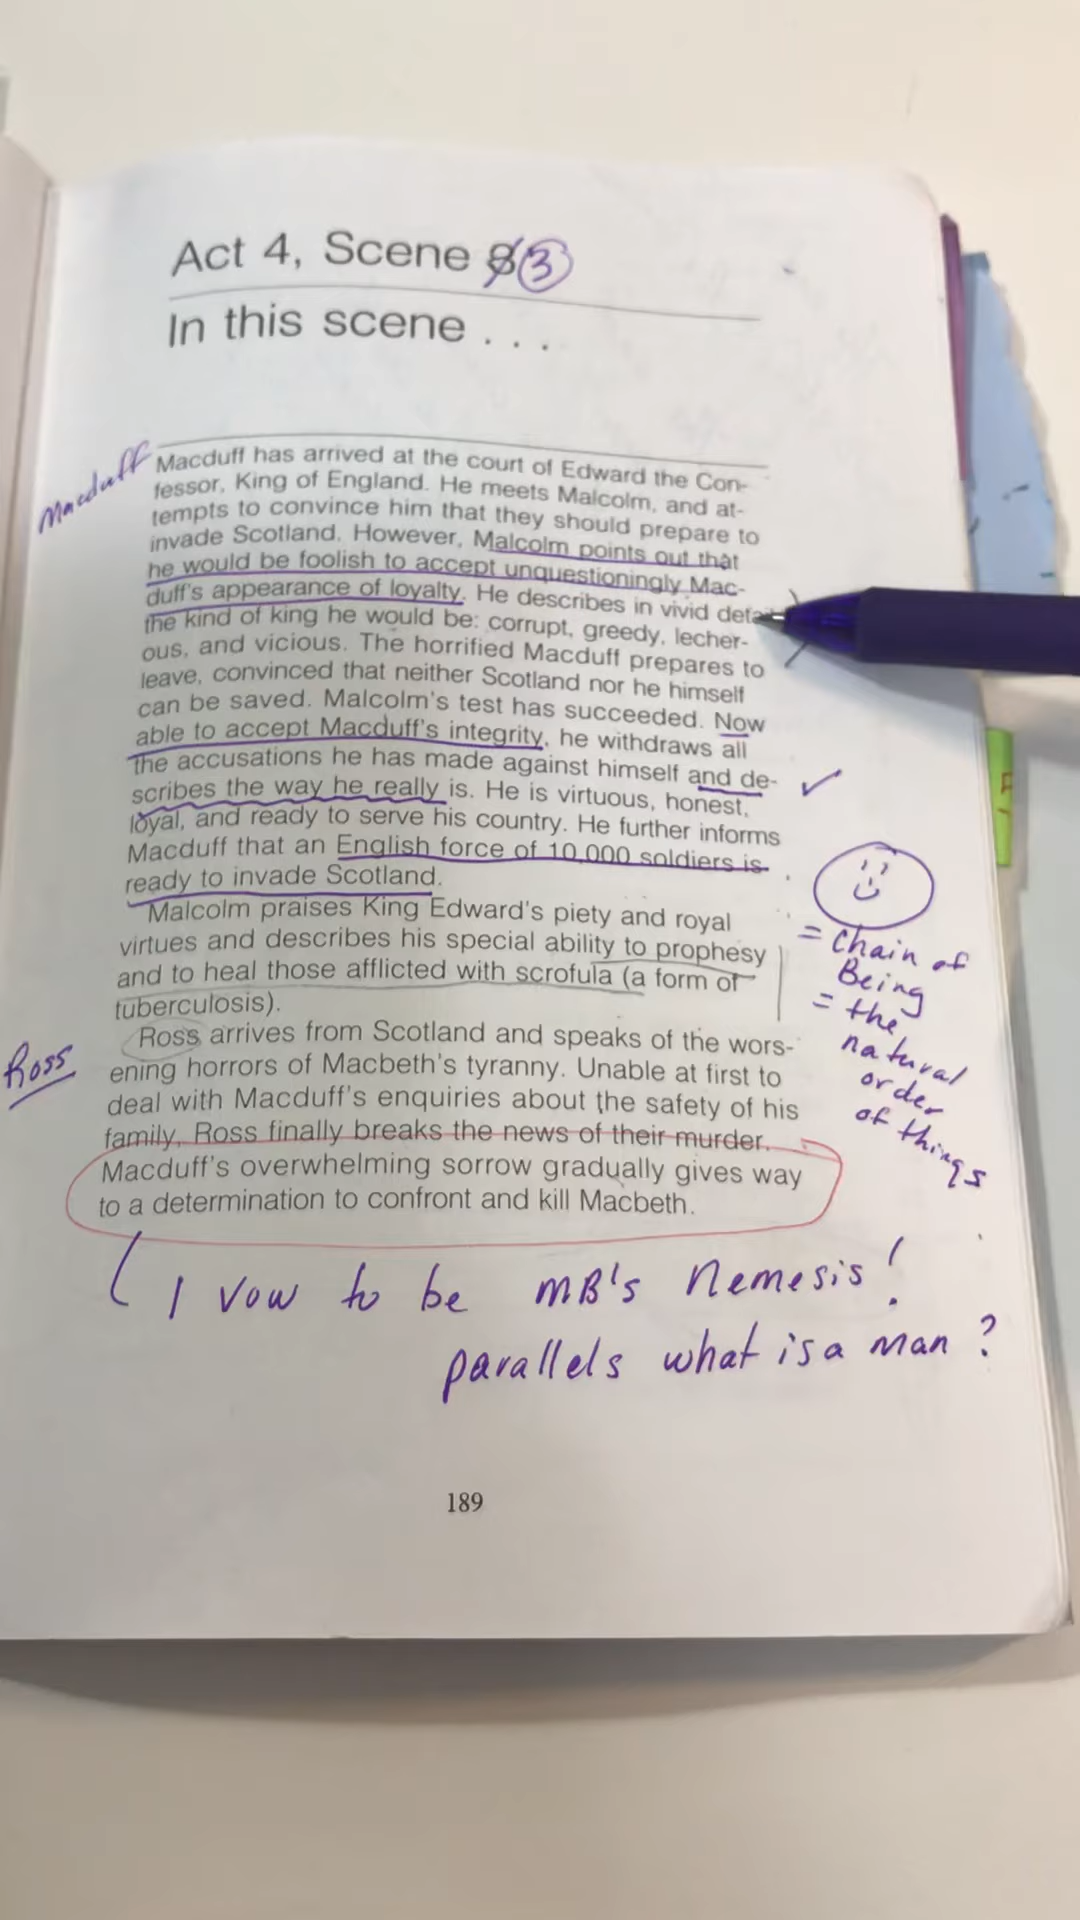 Act 4, Scene 8 3
In this scene . . .
Macduff
Macduff has arrived at the court of Edward the Con-
fessor, King of England. He meets Malcolm, and at-
tempts to convince him that they should prepare to
invade Scotland. However, Malcolm points out that
he would be foolish to accept unquestioningly Mac-
duff's appearance of loyalty. He describes in vivid
the kind of king he would be: corrupt, greedy, lecher-
ous, and vicious. The horrified Macduff prepares to
leave, convinced that neither Scotland nor he himself
can be saved. Malcolm's test has succeeded. Now
able to accept Macduff's integrity, he withdraws all
the accusations he has made against himself and de-
scribes the way he really is. He is virtuous, honest,
loyal, and ready to serve his country. He further informs
Macduff that an English force of 10,000 soldiers is
ready to invade Scotland.
Malcolm praises King Edward's piety and royal
virtues and describes his special ability to prophesy
and to heal those afflicted with scrofula (a form of
tuberculosis).
= Chain of
Being
= the
natural
order
of things
Ross
Ross arrives from Scotland and speaks of the wors-
ening horrors of Macbeth's tyranny. Unable at first to
deal with Macduff's enquiries about the safety of his
family, Ross finally breaks the news of their murder.
Macduff's overwhelming sorrow gradually gives way
to a determination to confront and kill Macbeth.
I vow to be MB's nemesis!
parallels what is a man?
189